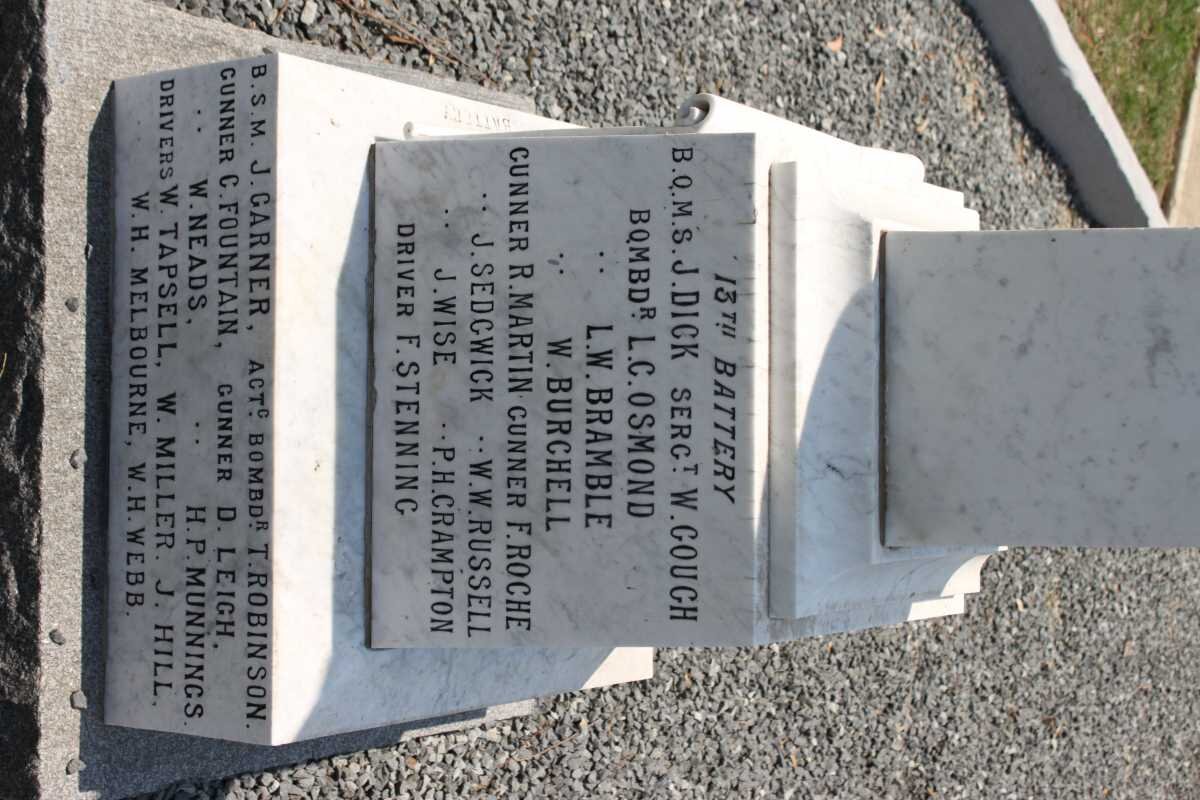 13TH BATTERY
B.Q.M.S. J. DICK SERGT W. GOUGH
BOMBDR L.C. OSMOND
.. L.W. BRAMBLE
.. W. BURCHELL
GUNNER R. MARTIN GUNNER F. ROCHE
.. J. SEDGWICK .. W.W. RUSSELL
.. J. WISE .. P.H. CRAMPTON
DRIVER F. STENNING
B.S.M. J. GARNER, ACTG BOMBDR T. ROBINSON.
GUNNER C. FOUNTAIN, GUNNER D. LEIGH.
.. W. NEADS, .. H.P. MUNNINGS.
DRIVERS W. TAPSELL, W. MILLER. J. HILL,
W.H. MELBOURNE, W.H. WEBB.